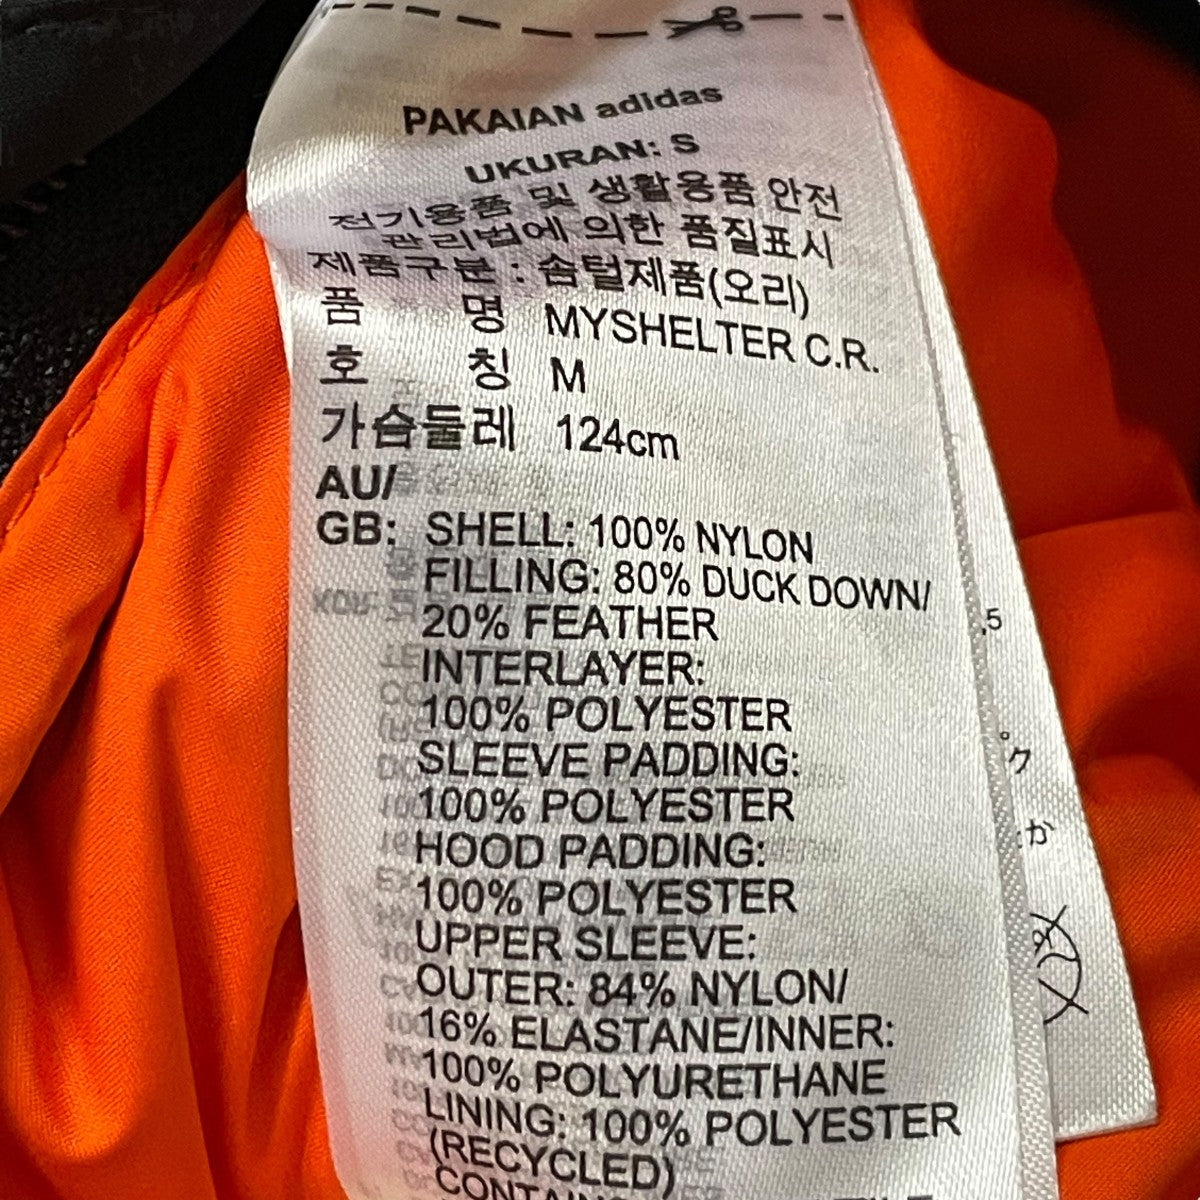 PAKAIAN adidas
UKURAN: S
전기용품 및 생활용품 안전
관리법에 의한 품질표시
제품구분 : 솜털제품(오리)
품 명 MYSHELTER C.R.
호 칭 M
가슴둘레 124cm
AU/
GB: SHELL: 100% NYLON
FILLING: 80% DUCK DOWN/
20% FEATHER
INTERLAYER:
100% POLYESTER
SLEEVE PADDING:
100% POLYESTER
HOOD PADDING:
100% POLYESTER
UPPER SLEEVE:
OUTER: 84% NYLON/
16% ELASTANE/INNER:
100% POLYURETHANE
LINING: 100% POLYESTER
(RECYCLED)
.5
ク
か